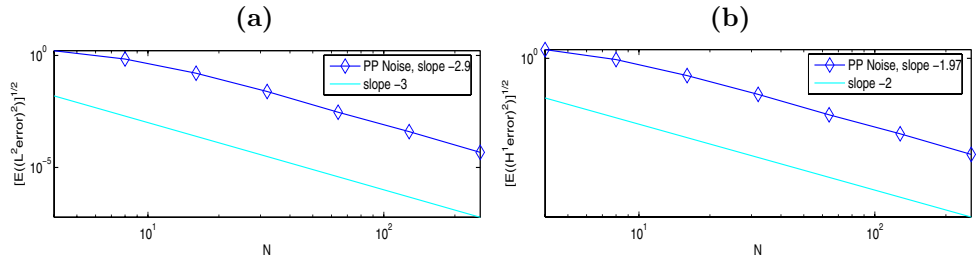 (a)
10^0
10^-5
[E((L^2error)^2)]^1/2
PP Noise, slope -2.9
slope -3
10^1
10^2
N
(b)
10^0
[E((H^1error)^2)]^1/2
PP Noise, slope -1.97
slope -2
10^1
10^2
N